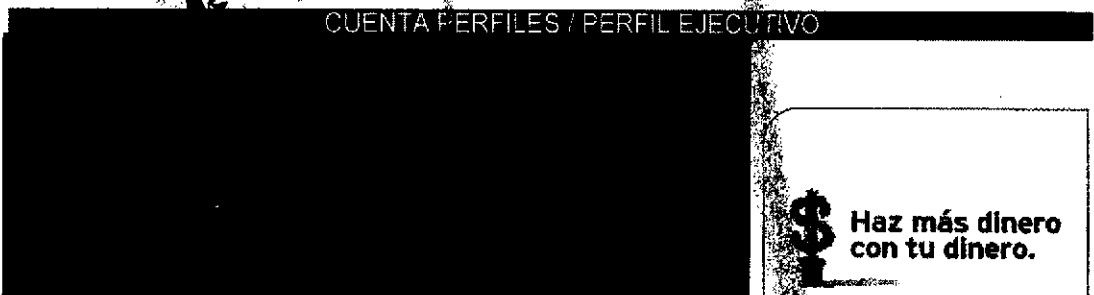 CUENTA PERFILES / PERFIL EJECUTIVO
Haz más dinero
con tu dinero.